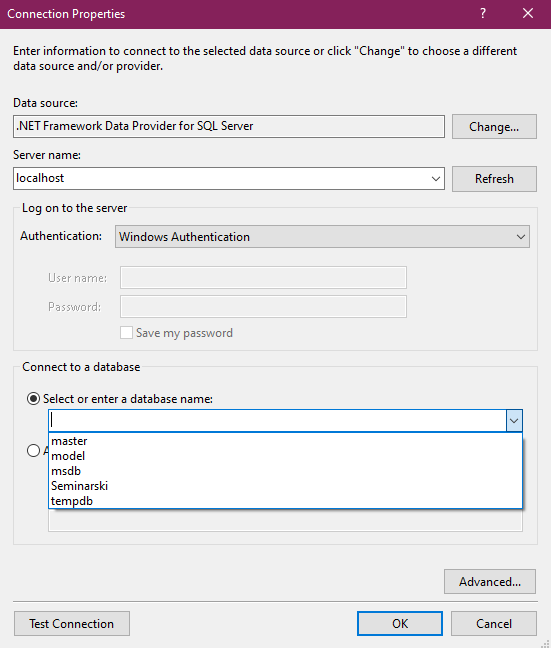 Connection Properties
?
Enter information to connect to the selected data source or click "Change" to choose a different
data source and/or provider.
Data source:
.NET Framework Data Provider for SQL Server
Change...
Server name:
localhost
Refresh
Log on to the server
Authentication:
Windows Authentication
User name:
Password:
Save my password
Connect to a database
Select or enter a database name:
master
model
msdb
Seminarski
tempdb
Advanced...
Test Connection
OK
Cancel